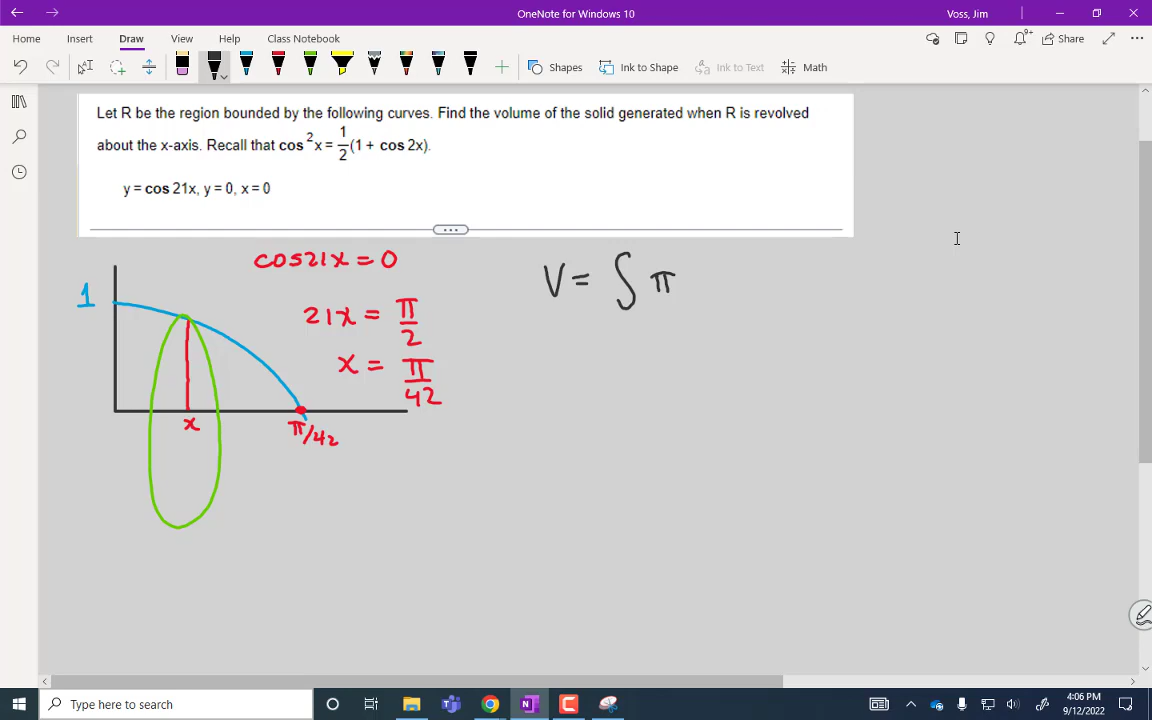 OneNote for Windows 10
Voss, Jim
Home Insert Draw View Help Class Notebook
Share
Shapes Ink to Shape Ink to Text Math
Let R be the region bounded by the following curves. Find the volume of the solid generated when R is revolved
about the x-axis. Recall that cos²x = 1/2 (1 + cos 2x).
y = cos 21x, y = 0, x = 0
cos21x = 0
V = ∫ π
1
21x = π/2
x = π/42
x
π/42
Type here to search
4:06 PM
9/12/2022